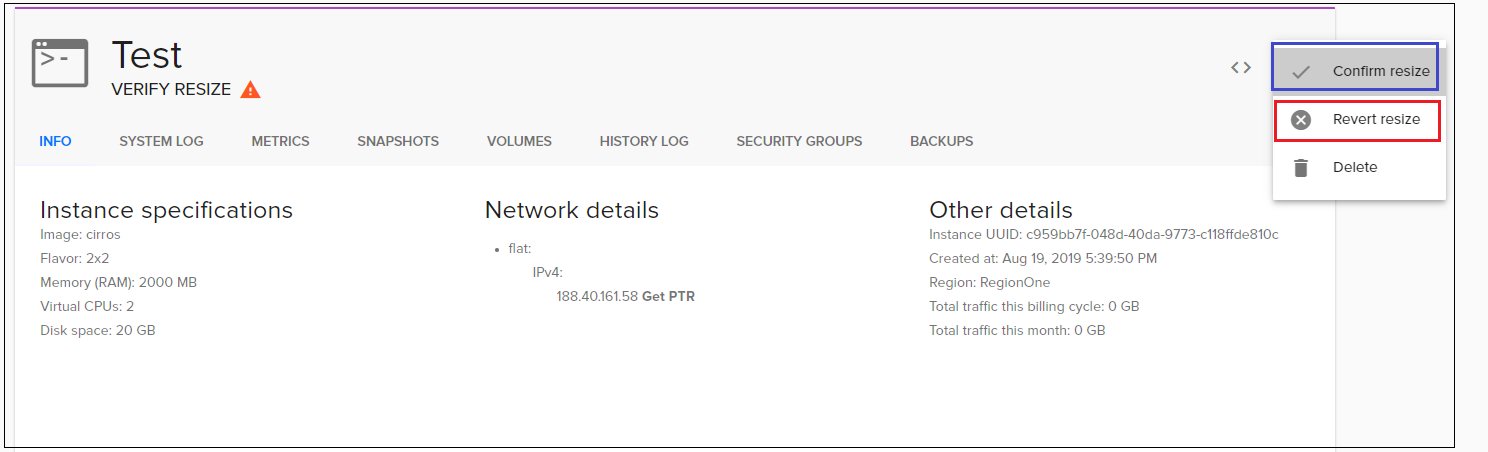 Test
VERIFY RESIZE
Confirm resize
Revert resize
Delete
INFO SYSTEM LOG METRICS SNAPSHOTS VOLUMES HISTORY LOG SECURITY GROUPS BACKUPS
Instance specifications
Image: cirros
Flavor: 2x2
Memory (RAM): 2000 MB
Virtual CPUs: 2
Disk space: 20 GB
Network details
• flat:
IPv4:
188.40.161.58 Get PTR
Other details
Instance UUID: c959bb7f-048d-40da-9773-c118ffde810c
Created at: Aug 19, 2019 5:39:50 PM
Region: RegionOne
Total traffic this billing cycle: 0 GB
Total traffic this month: 0 GB